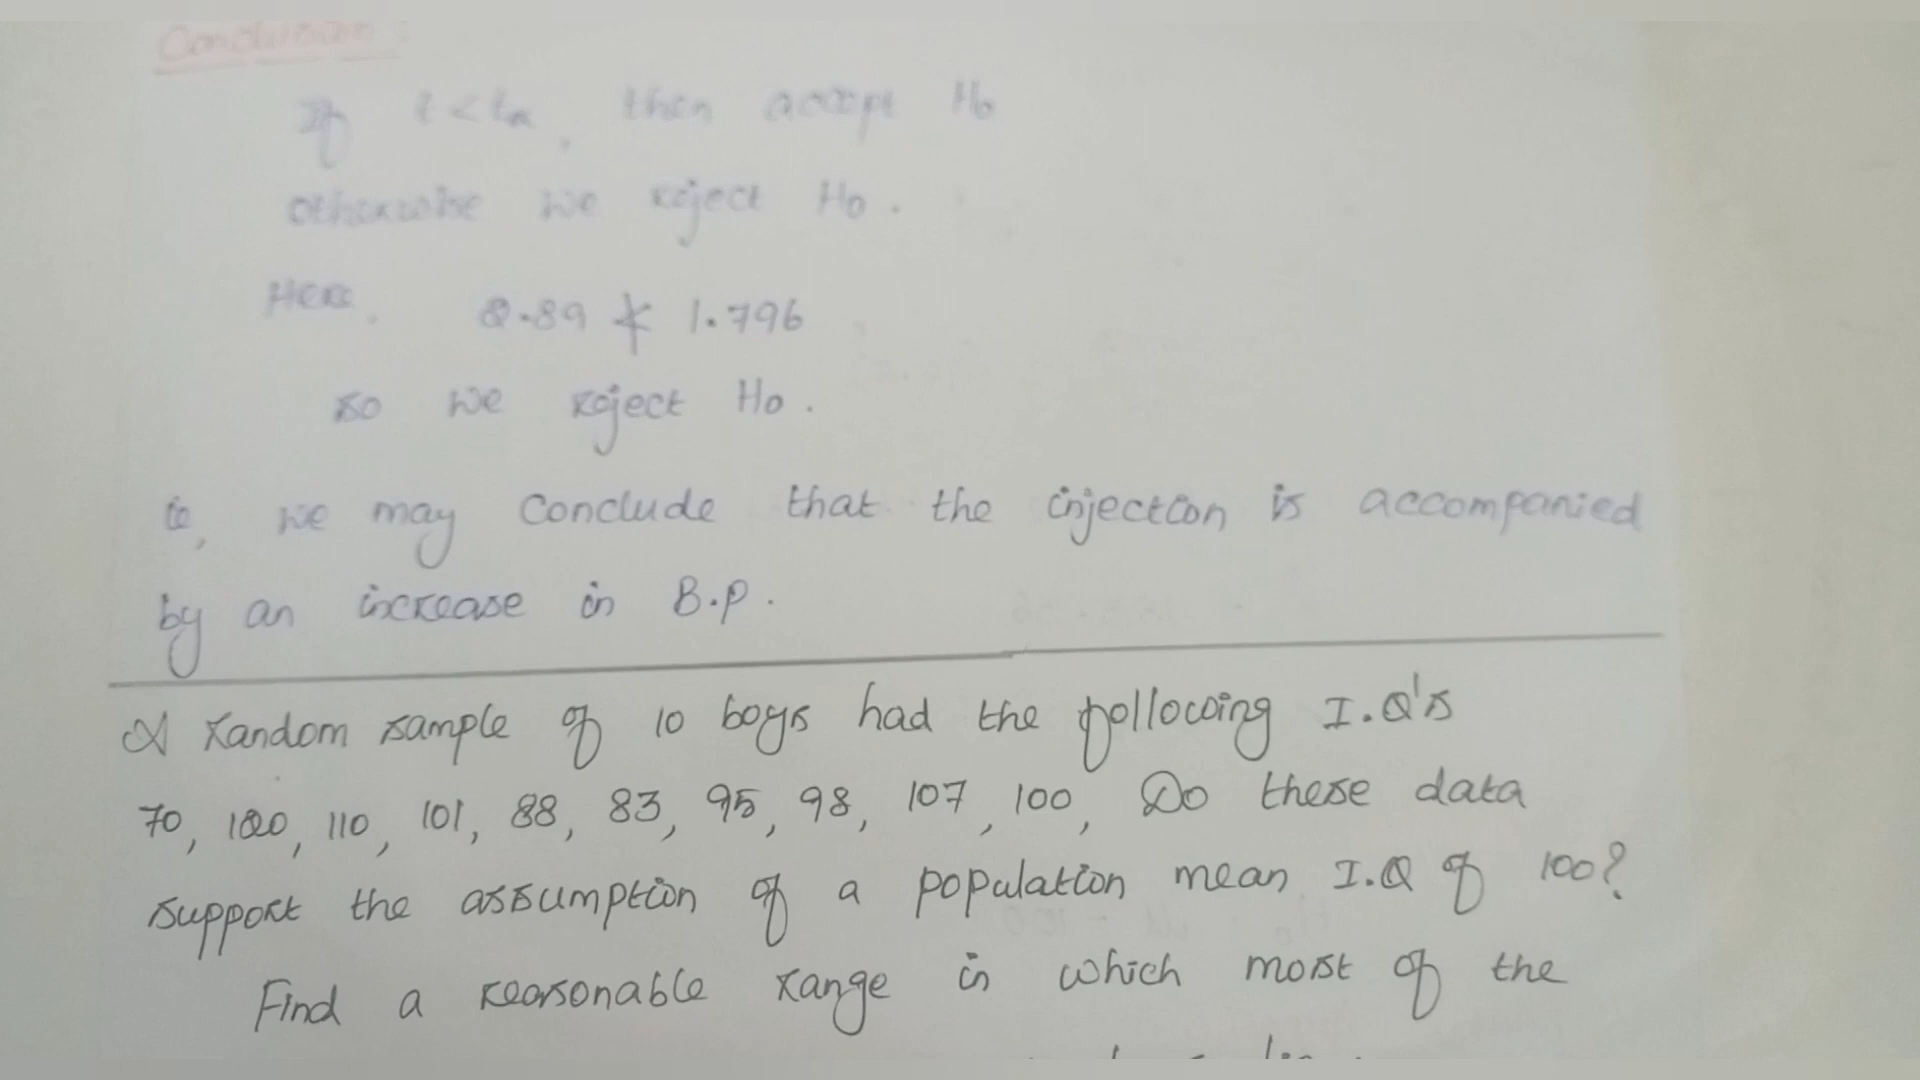 Conclusion:
If t < tα, then accept H0
otherwise we reject H0.
Here, 2.89 ≮ 1.796
so we reject H0.
ie, we may conclude that the injection is accompanied
by an increase in B.P.
A random sample of 10 boys had the following I.Q's
70, 120, 110, 101, 88, 83, 95, 98, 107, 100, Do these data
support the assumption of a population mean I.Q of 100?
Find a reasonable range in which most of the